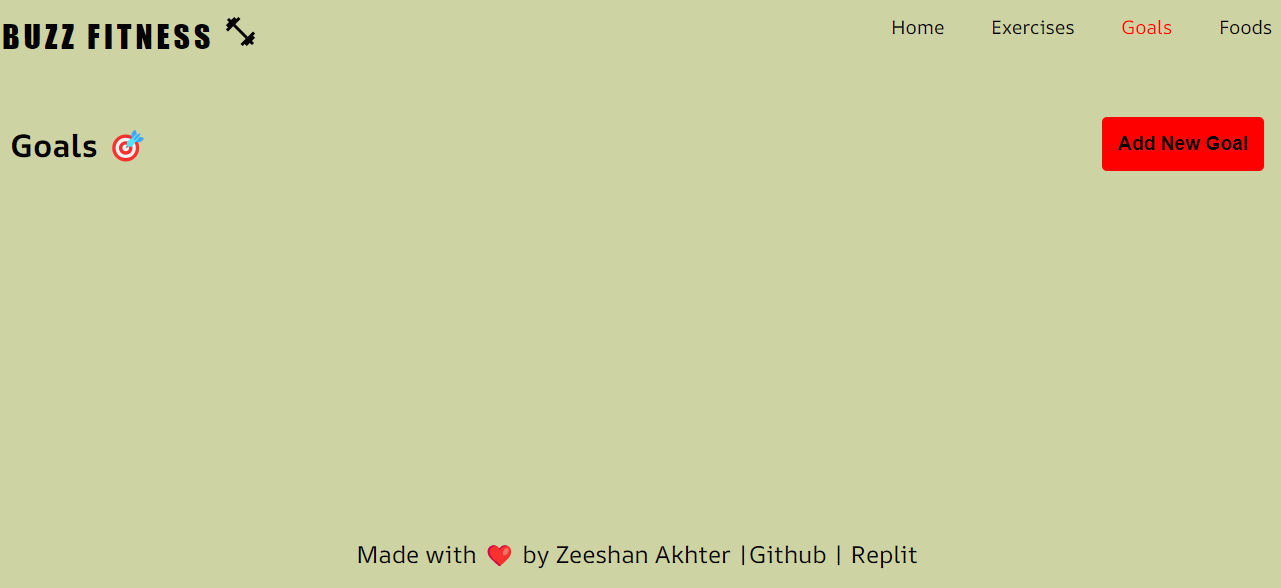 BUZZ FITNESS
Home Exercises Goals Foods
Goals 🎯
Add New Goal
Made with ❤️ by Zeeshan Akhter |Github | Replit